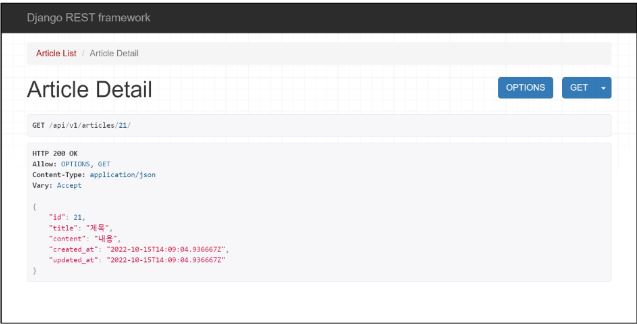 Django REST framework
Article List / Article Detail
Article Detail
OPTIONS
GET
GET /api/v1/articles/21/
HTTP 200 OK
Allow: OPTIONS, GET
Content-Type: application/json
Vary: Accept
{
    "id": 21,
    "title": "제목",
    "content": "내용",
    "created_at": "2022-10-15T14:09:04.936667Z",
    "updated_at": "2022-10-15T14:09:04.936667Z"
}